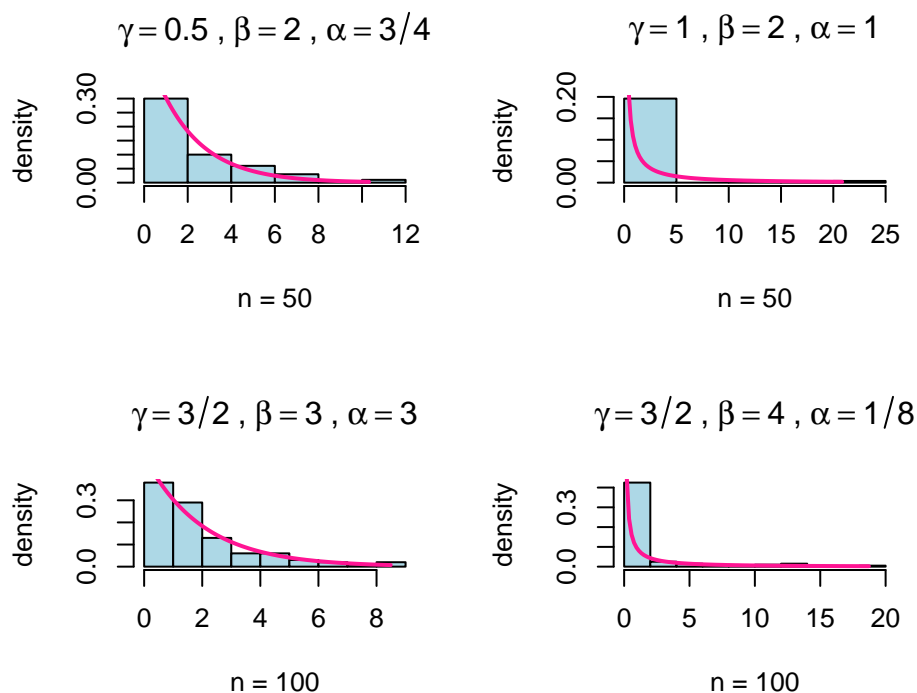 γ = 0.5 , β = 2 , α = 3/4
density
0.30
0.00
0 2 4 6 8 12
n = 50
γ = 1 , β = 2 , α = 1
density
0.20
0.00
0 5 10 15 20 25
n = 50
γ = 3/2 , β = 3 , α = 3
density
0.3
0.0
0 2 4 6 8
n = 100
γ = 3/2 , β = 4 , α = 1/8
density
0.3
0.0
0 5 10 15 20
n = 100